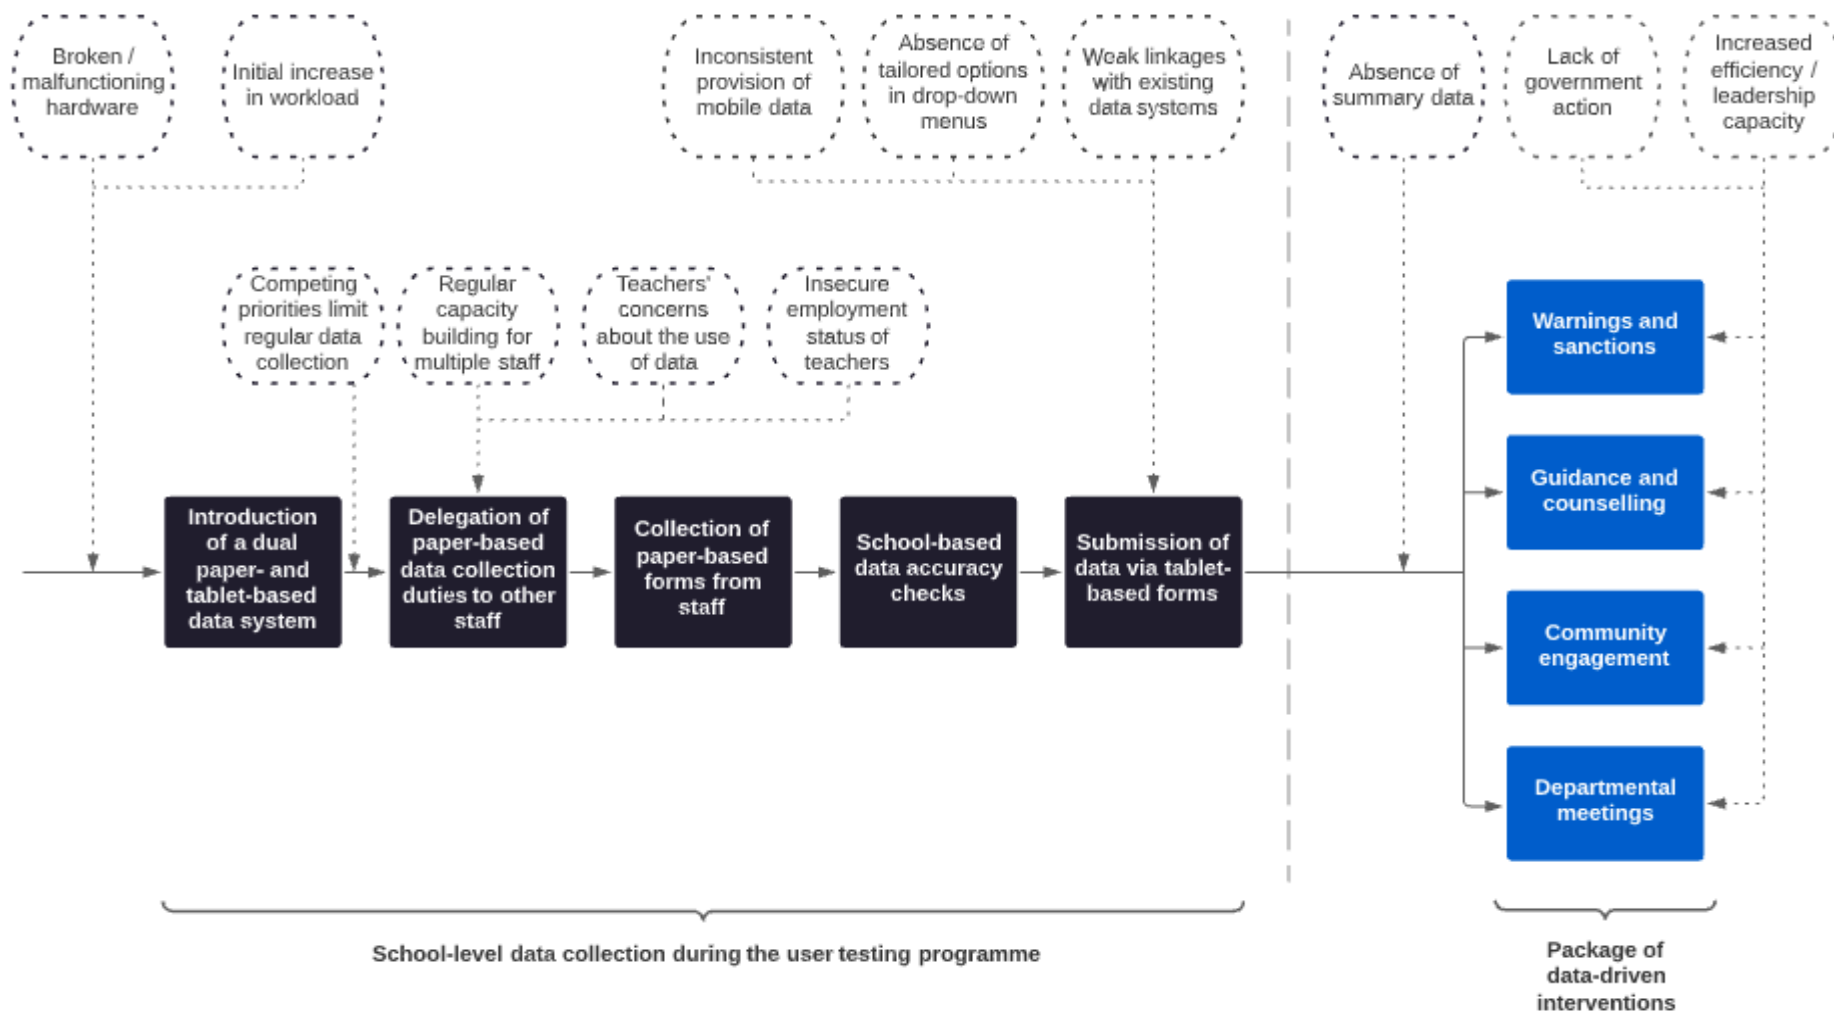 Broken /
malfunctioning
hardware
Initial increase
in workload
Inconsistent
provision of
mobile data
Absence of
tailored options
in drop-down
menus
Weak linkages
with existing
data systems
Absence of
summary data
Lack of
government
action
Increased
efficiency /
leadership
capacity
Competing
priorities limit
regular data
collection
Regular
capacity
building for
multiple staff
Teachers'
concerns
about the use
of data
Insecure
employment
status of
teachers
Introduction
of a dual
paper- and
tablet-based
data system
Delegation of
paper-based
data collection
duties to other
staff
Collection of
paper-based
forms from
staff
School-based
data accuracy
checks
Submission of
data via tablet-
based forms
Warnings and
sanctions
Guidance and
counselling
Community
engagement
Departmental
meetings
School-level data collection during the user testing programme
Package of
data-driven
interventions